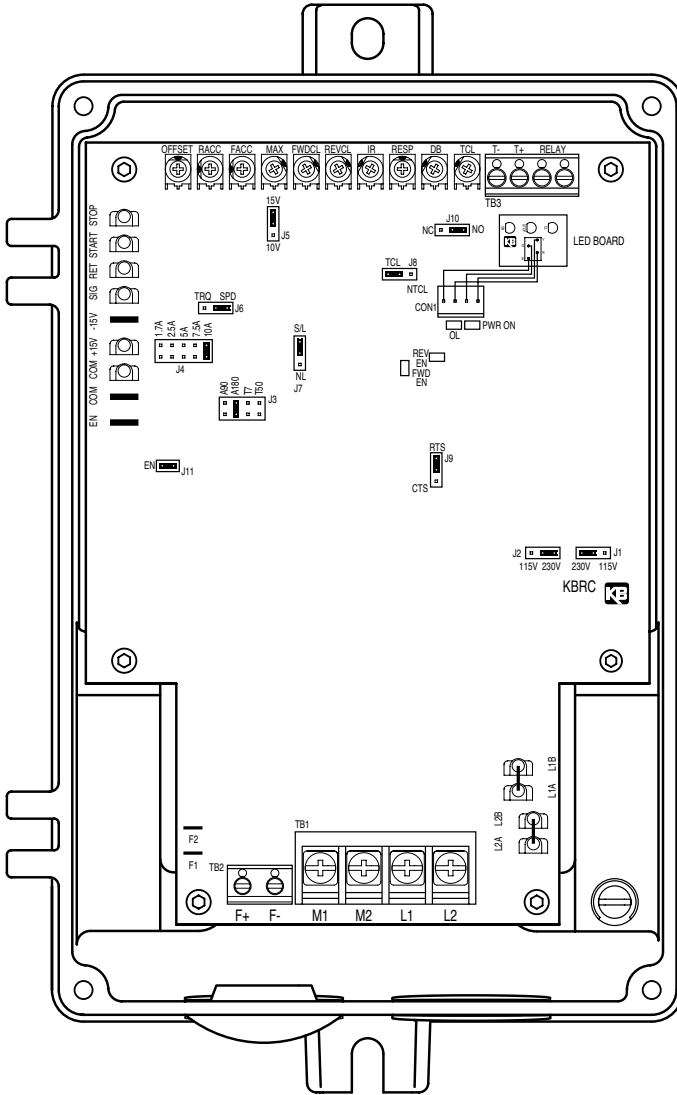 OFFSET RACC FACC MAX FWDCL REVCL IR RESP DB TCL T- T+ RELAY
TB3
STOP
START
RET
SIG
-15V
+15V
COM
COM
EN
15V
J5
10V
J10
NC NO
LED BOARD
KB
TCL J8
NTCL
CON1
OL
PWR ON
TRQ SPD
J6
1.7A
2.5A
5A
7.5A
10A
J4
S/L
NL
J7
REV
EN
FWD
EN
A90
A180
T7
T50
J3
EN J11
RTS
J9
CTS
J2 J1
115V 230V 230V 115V
KBRC KB
L1B
L1A
L2B
L2A
F2
F1
TB2
TB1
F+ F- M1 M2 L1 L2